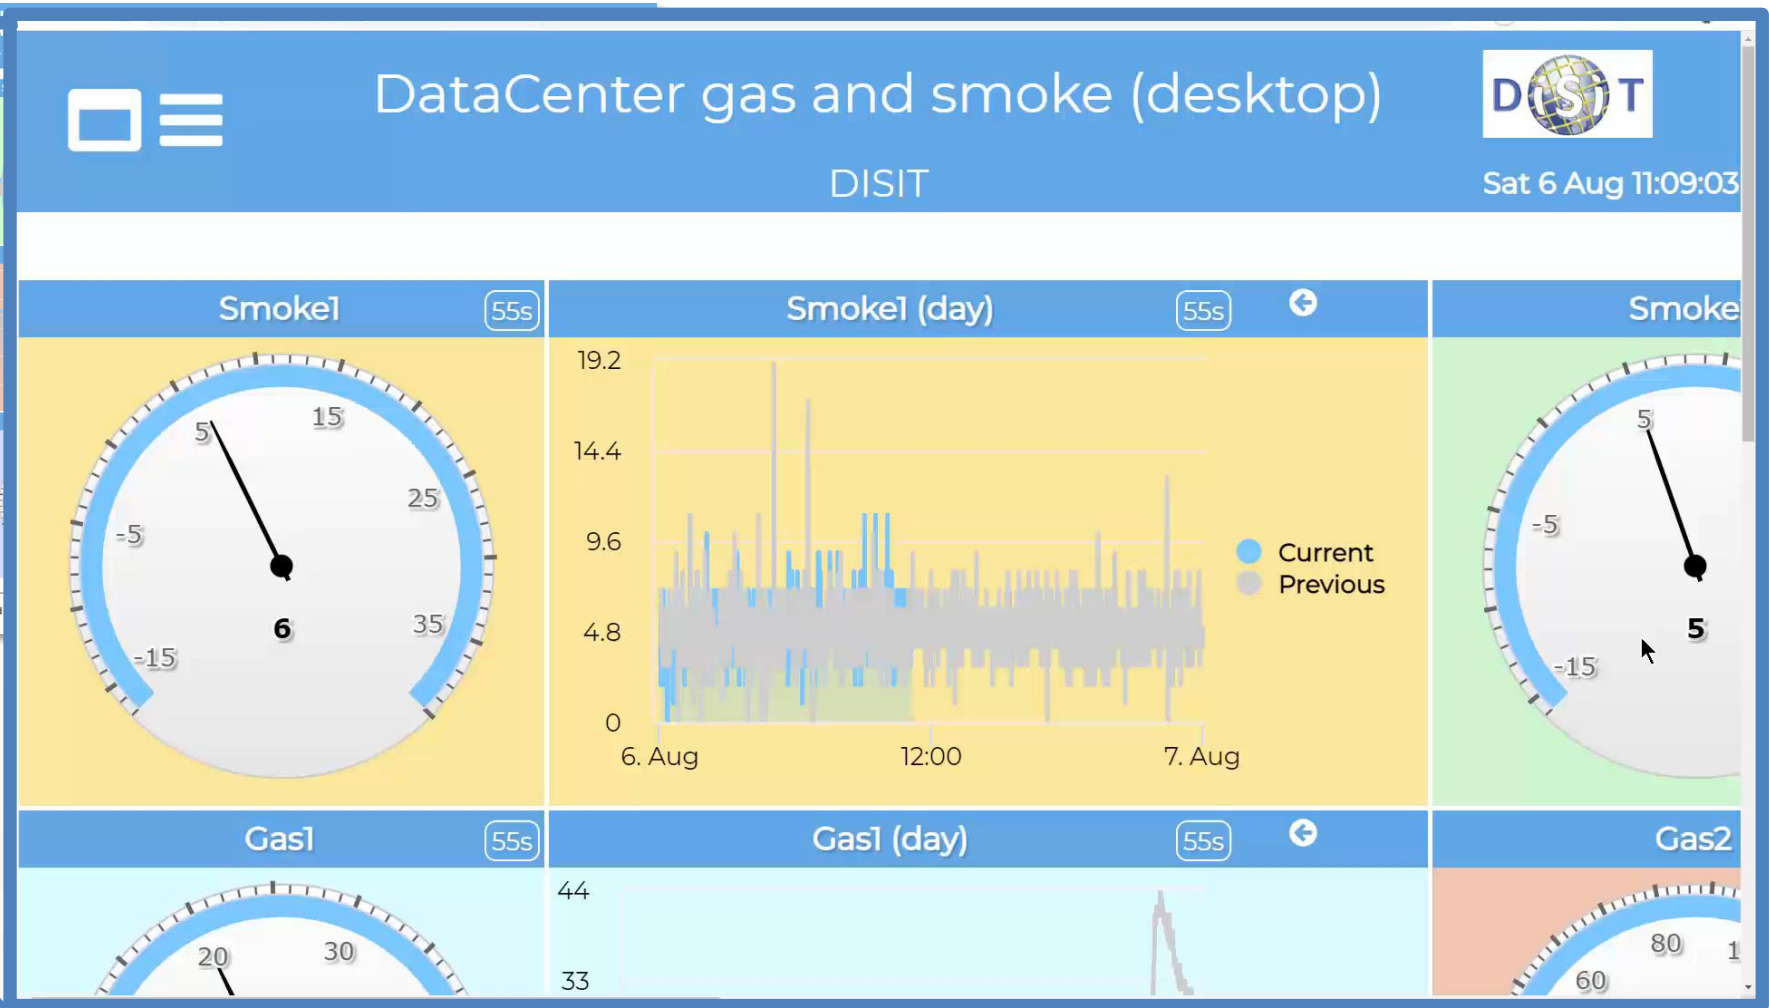 DataCenter gas and smoke (desktop)
DISIT
DISIT
Sat 6 Aug 11:09:03
Smoke1
55s
Smoke1 (day)
55s
Smoke
-15
-5
5
15
25
35
6
19.2
14.4
9.6
4.8
0
6. Aug
12:00
7. Aug
Current
Previous
-15
-5
5
5
Gas1
55s
Gas1 (day)
55s
Gas2
20
30
44
33
60
80